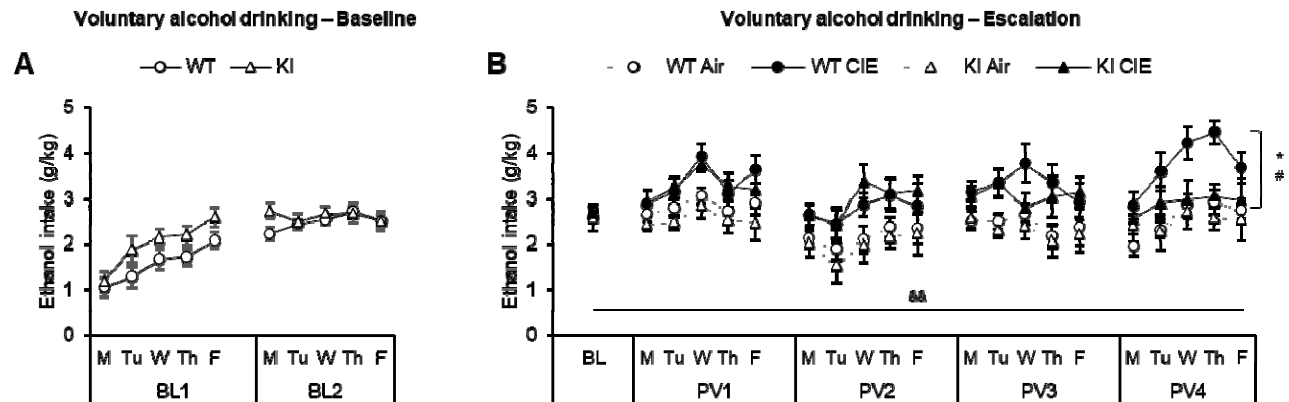 Voluntary alcohol drinking – Baseline
Voluntary alcohol drinking – Escalation
A
WT KI
B
WT Air WT CIE KI Air KI CIE
Ethanol intake (g/kg)
5
4
3
2
1
0
M Tu W Th F M Tu W Th F
BL1 BL2
Ethanol intake (g/kg)
5
4
3
2
1
0
*
#
&&
BL M Tu W Th F M Tu W Th F M Tu W Th F M Tu W Th F
PV1 PV2 PV3 PV4